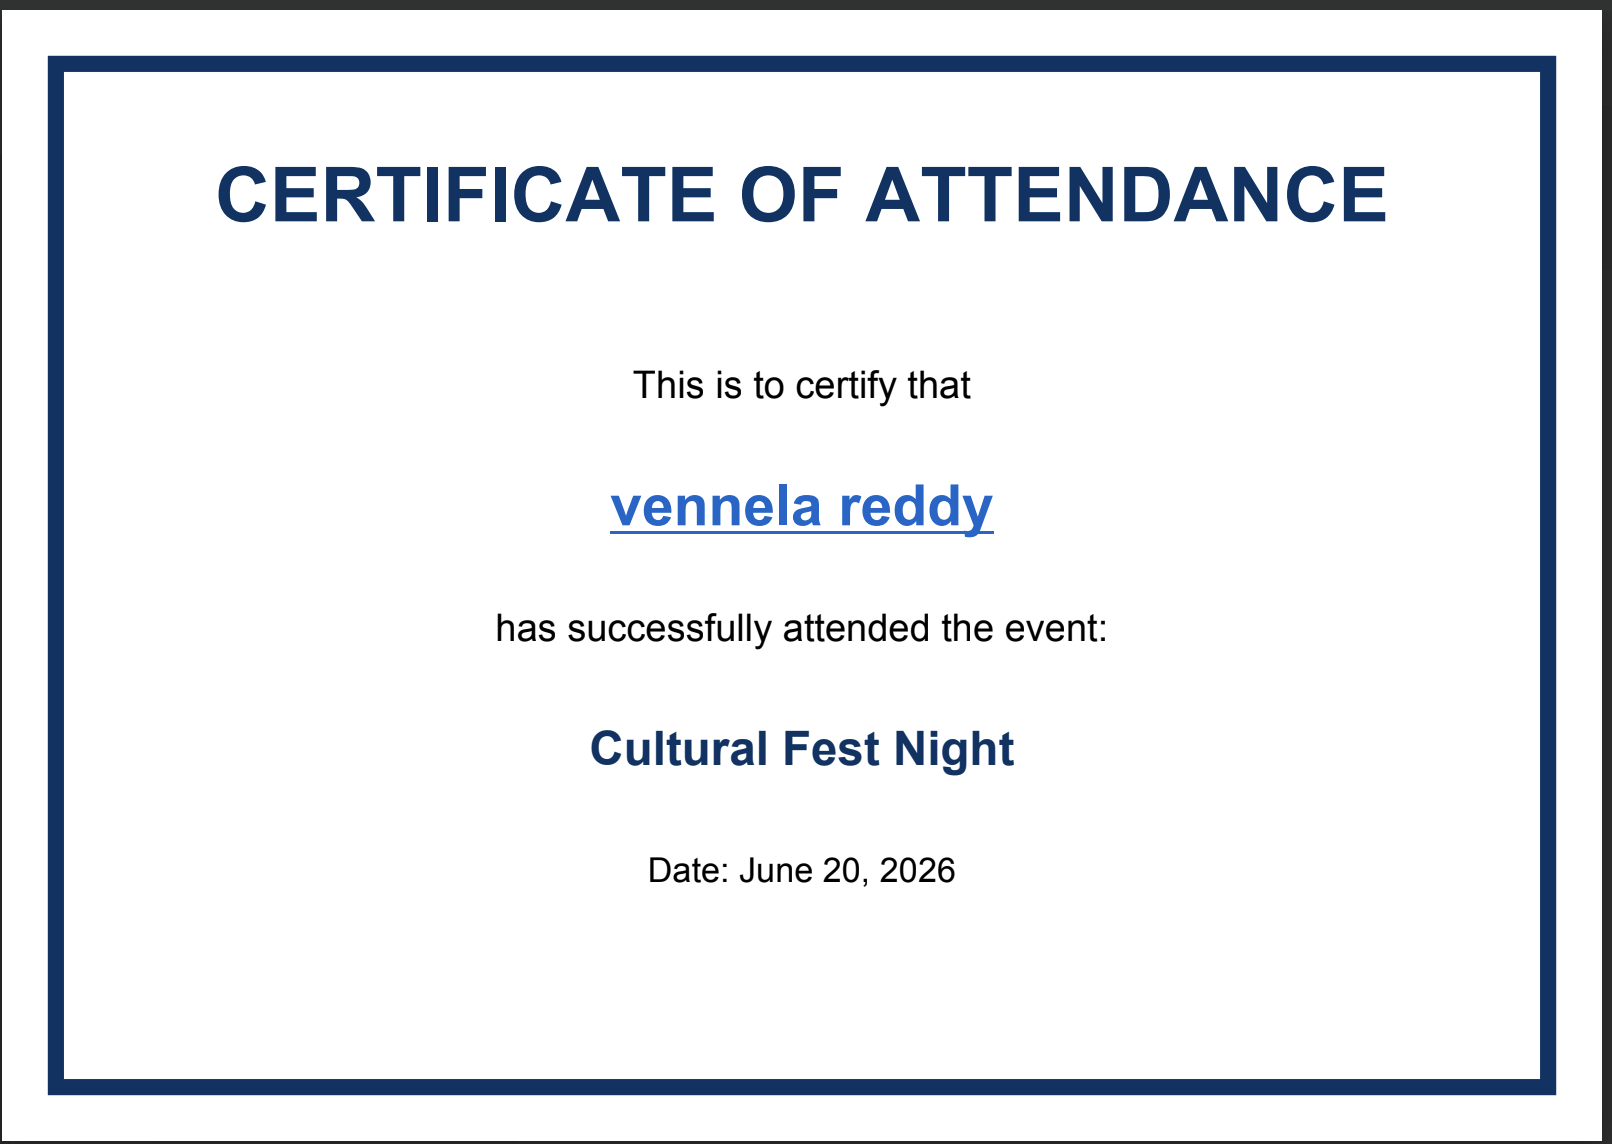 CERTIFICATE OF ATTENDANCE
This is to certify that
vennela reddy
has successfully attended the event:
Cultural Fest Night
Date: June 20, 2026